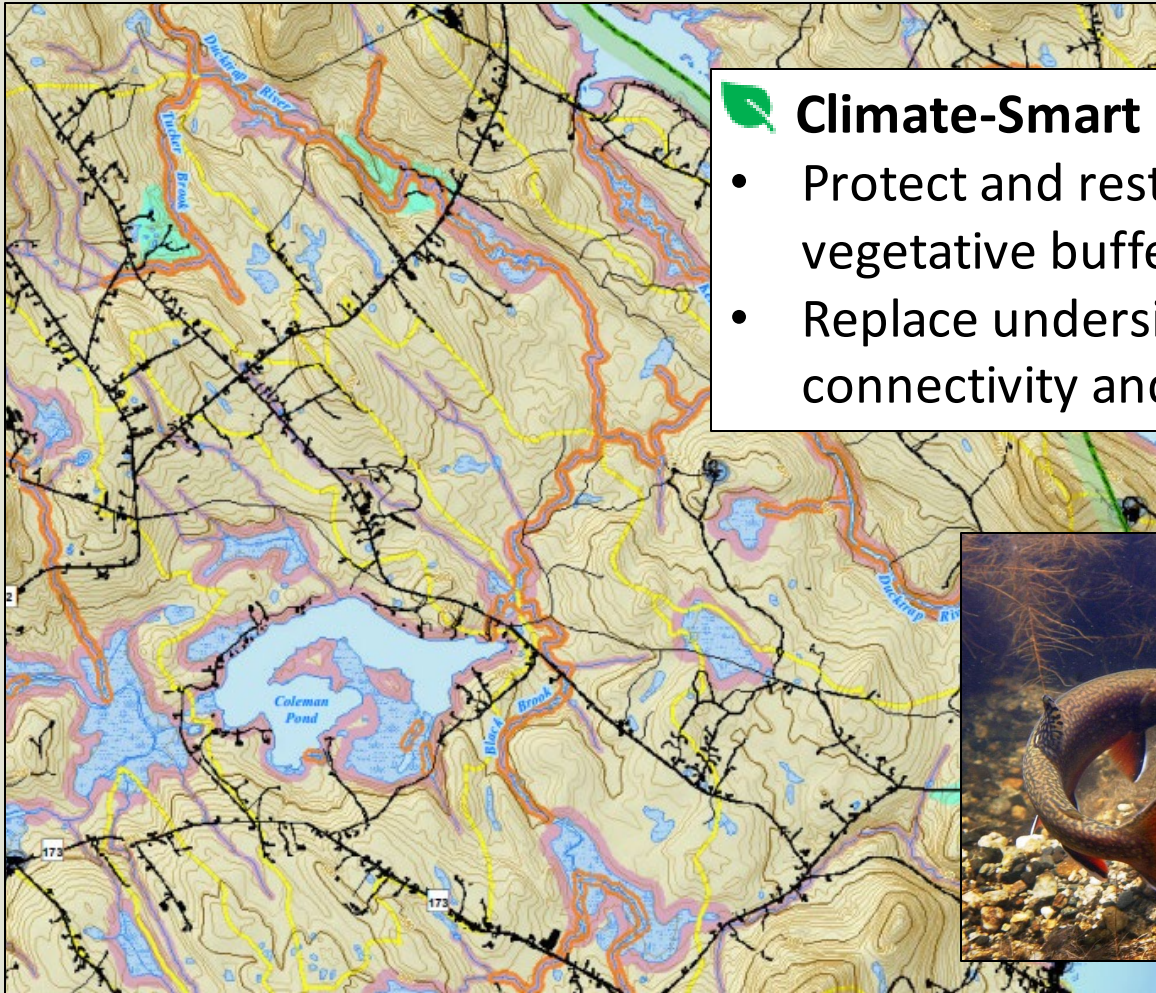 Climate-Smart
• Protect and rest
vegetative buffe
• Replace undersi
connectivity and
Ducktrap
River
Tucker
Brook
Ducktrap
Coleman
Pond
Black
Brook
2
173
173